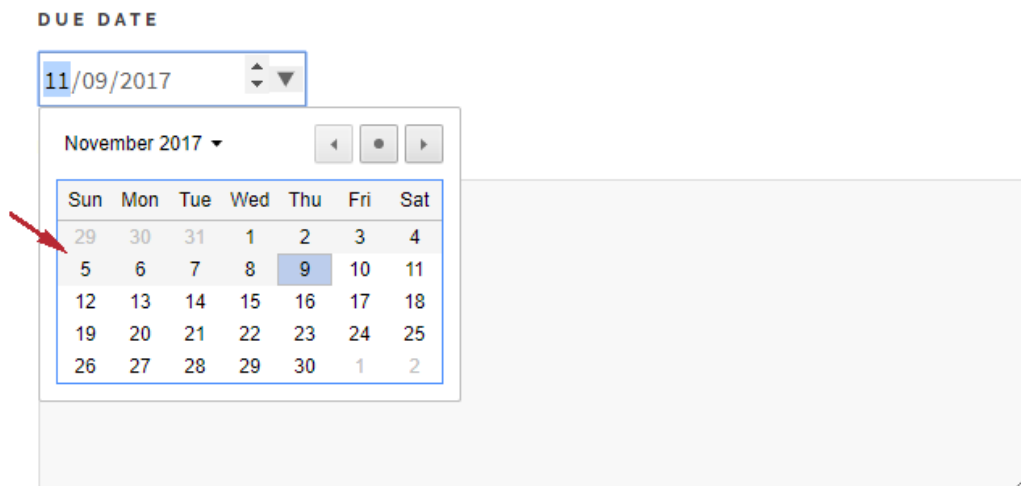 DUE DATE
11/09/2017
November 2017
Sun Mon Tue Wed Thu Fri Sat
29 30 31 1 2 3 4
5 6 7 8 9 10 11
12 13 14 15 16 17 18
19 20 21 22 23 24 25
26 27 28 29 30 1 2